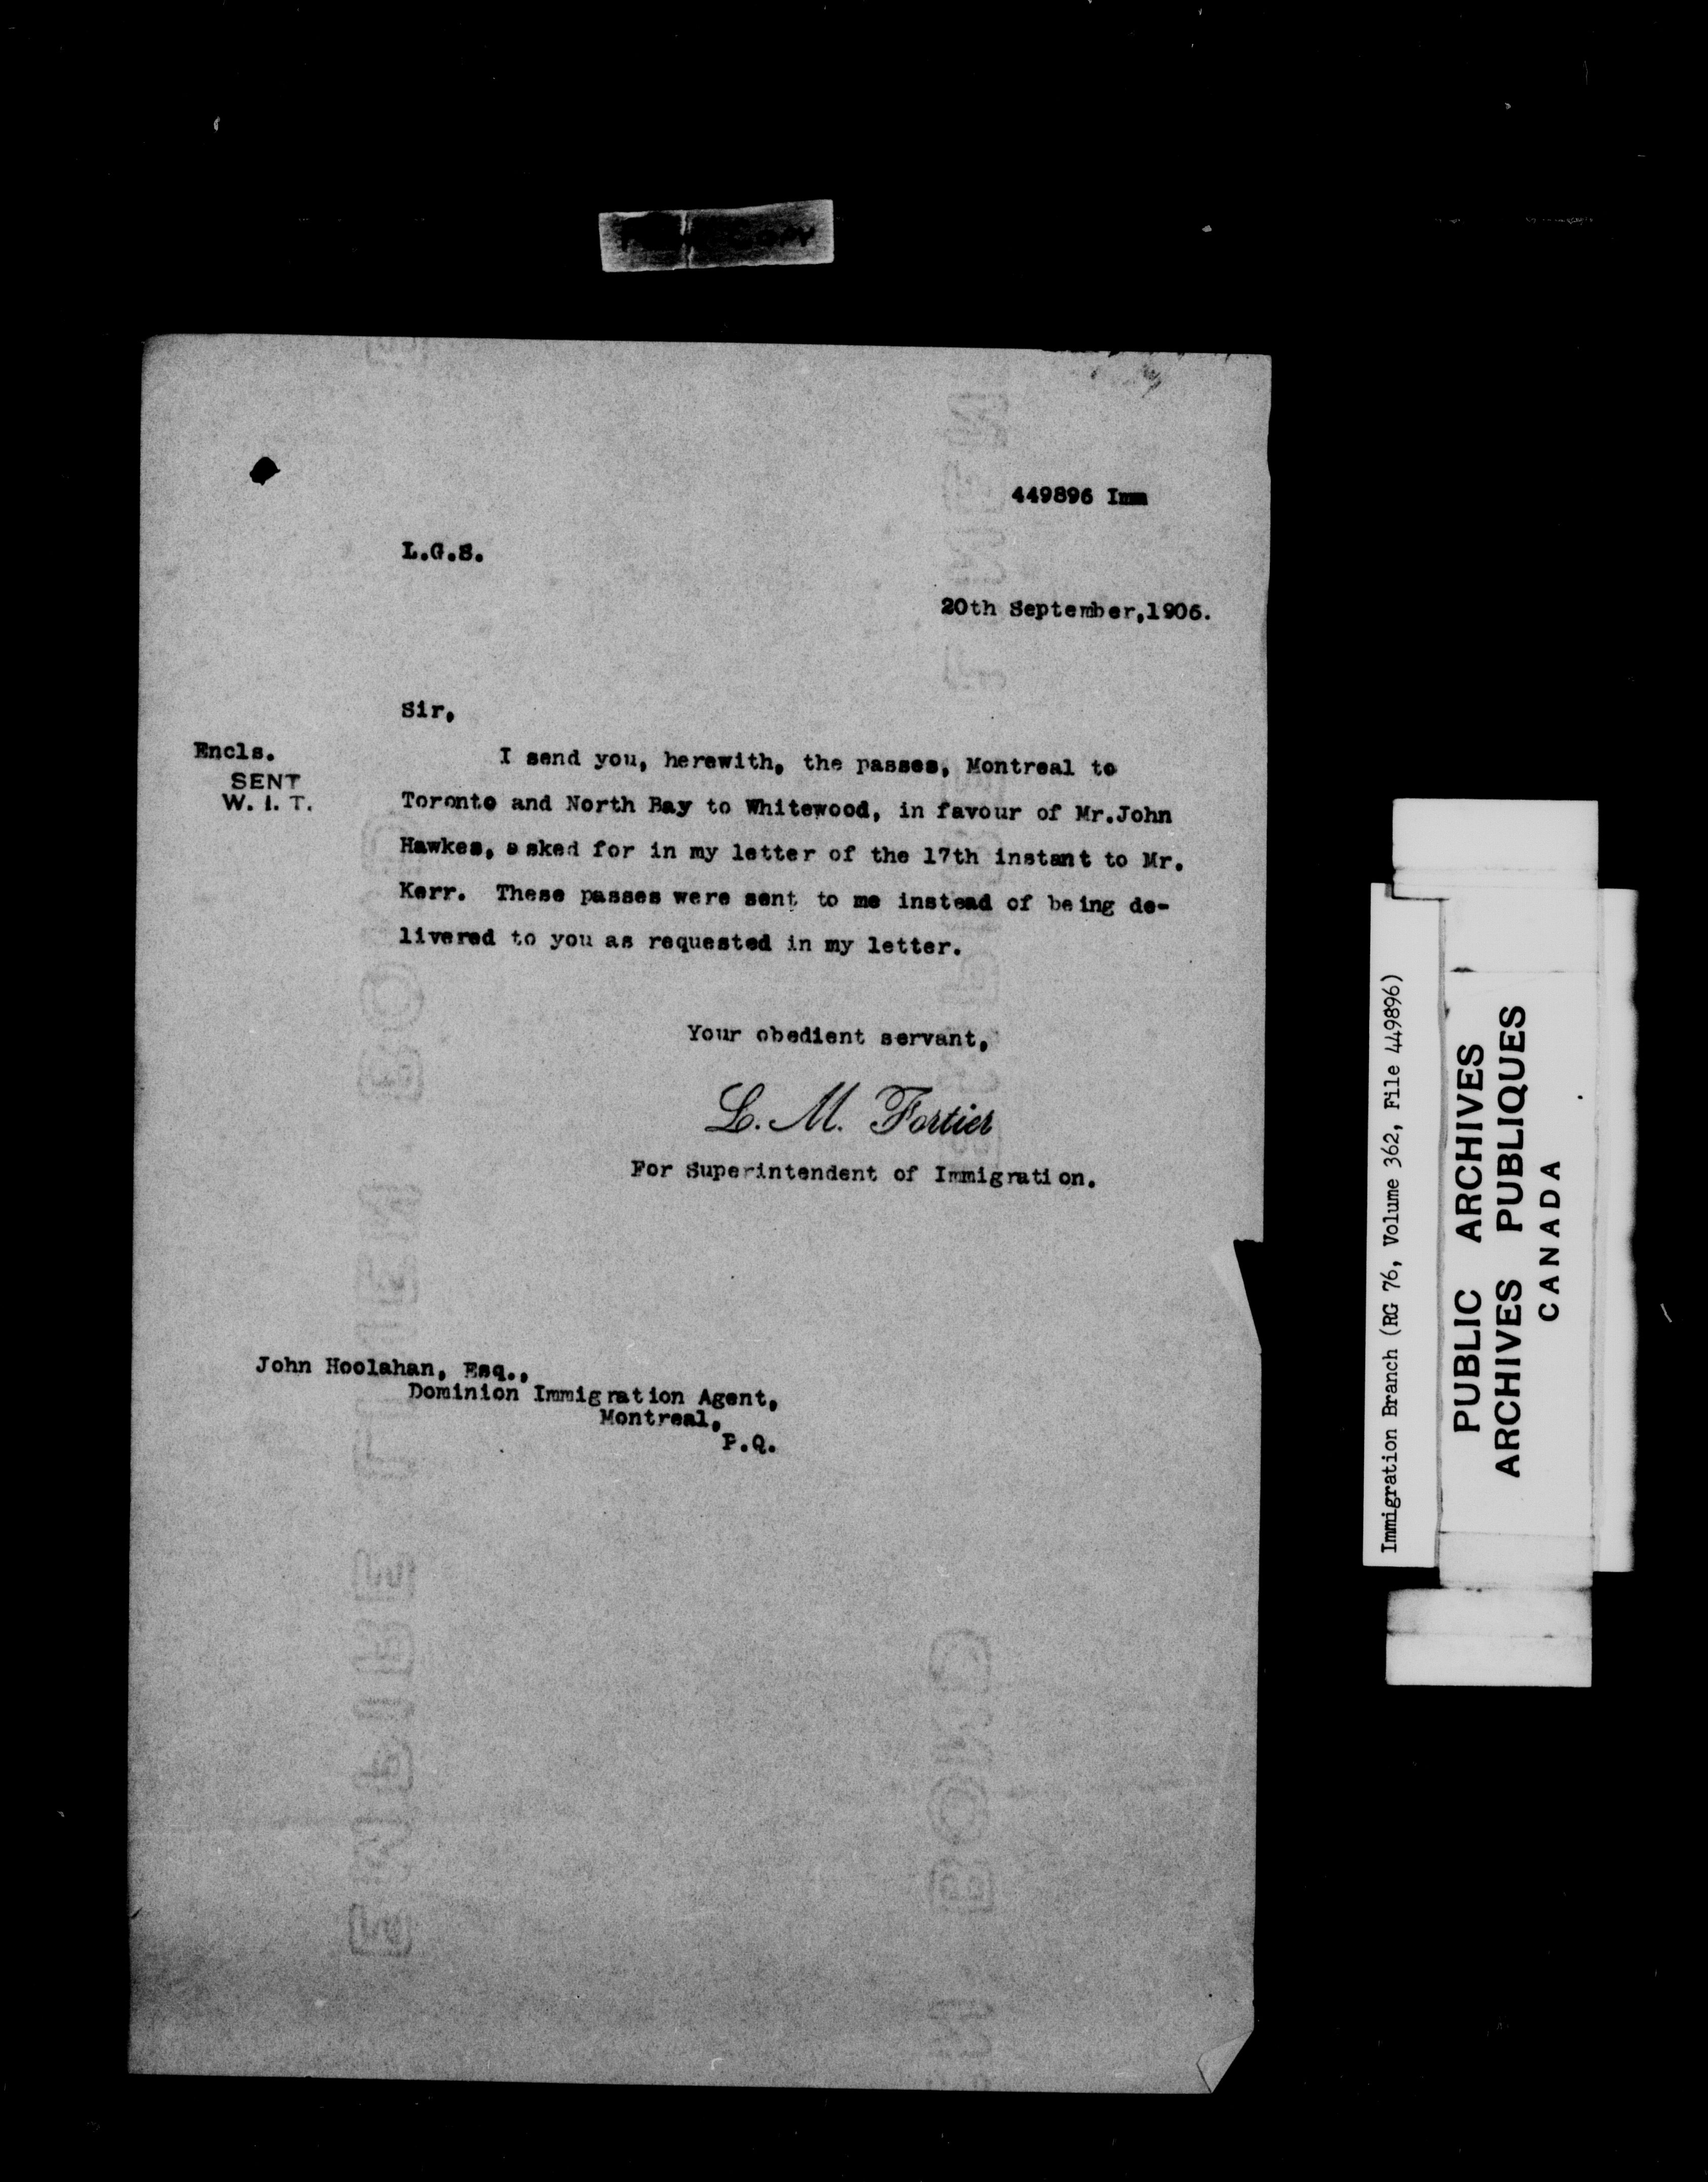 449896 Imm
L.G.S.
20th September,1906.
Sir,
Encls.
SENT
W. I. T.
I send you, herewith, the passes, Montreal to
Toronto and North Bay to Whitewood, in favour of Mr.John
Hawkes, asked for in my letter of the 17th instant to Mr.
Kerr. These passes were sent to me instead of being de-
livered to you as requested in my letter.
Your obedient servant,
L. M. Fortier
For Superintendent of Immigration.
John Hoolahan, Esq.,
Dominion Immigration Agent,
Montreal,
P.Q.
Immigration Branch (RG 76, Volume 362, File 449896)
PUBLIC ARCHIVES
ARCHIVES PUBLIQUES
CANADA